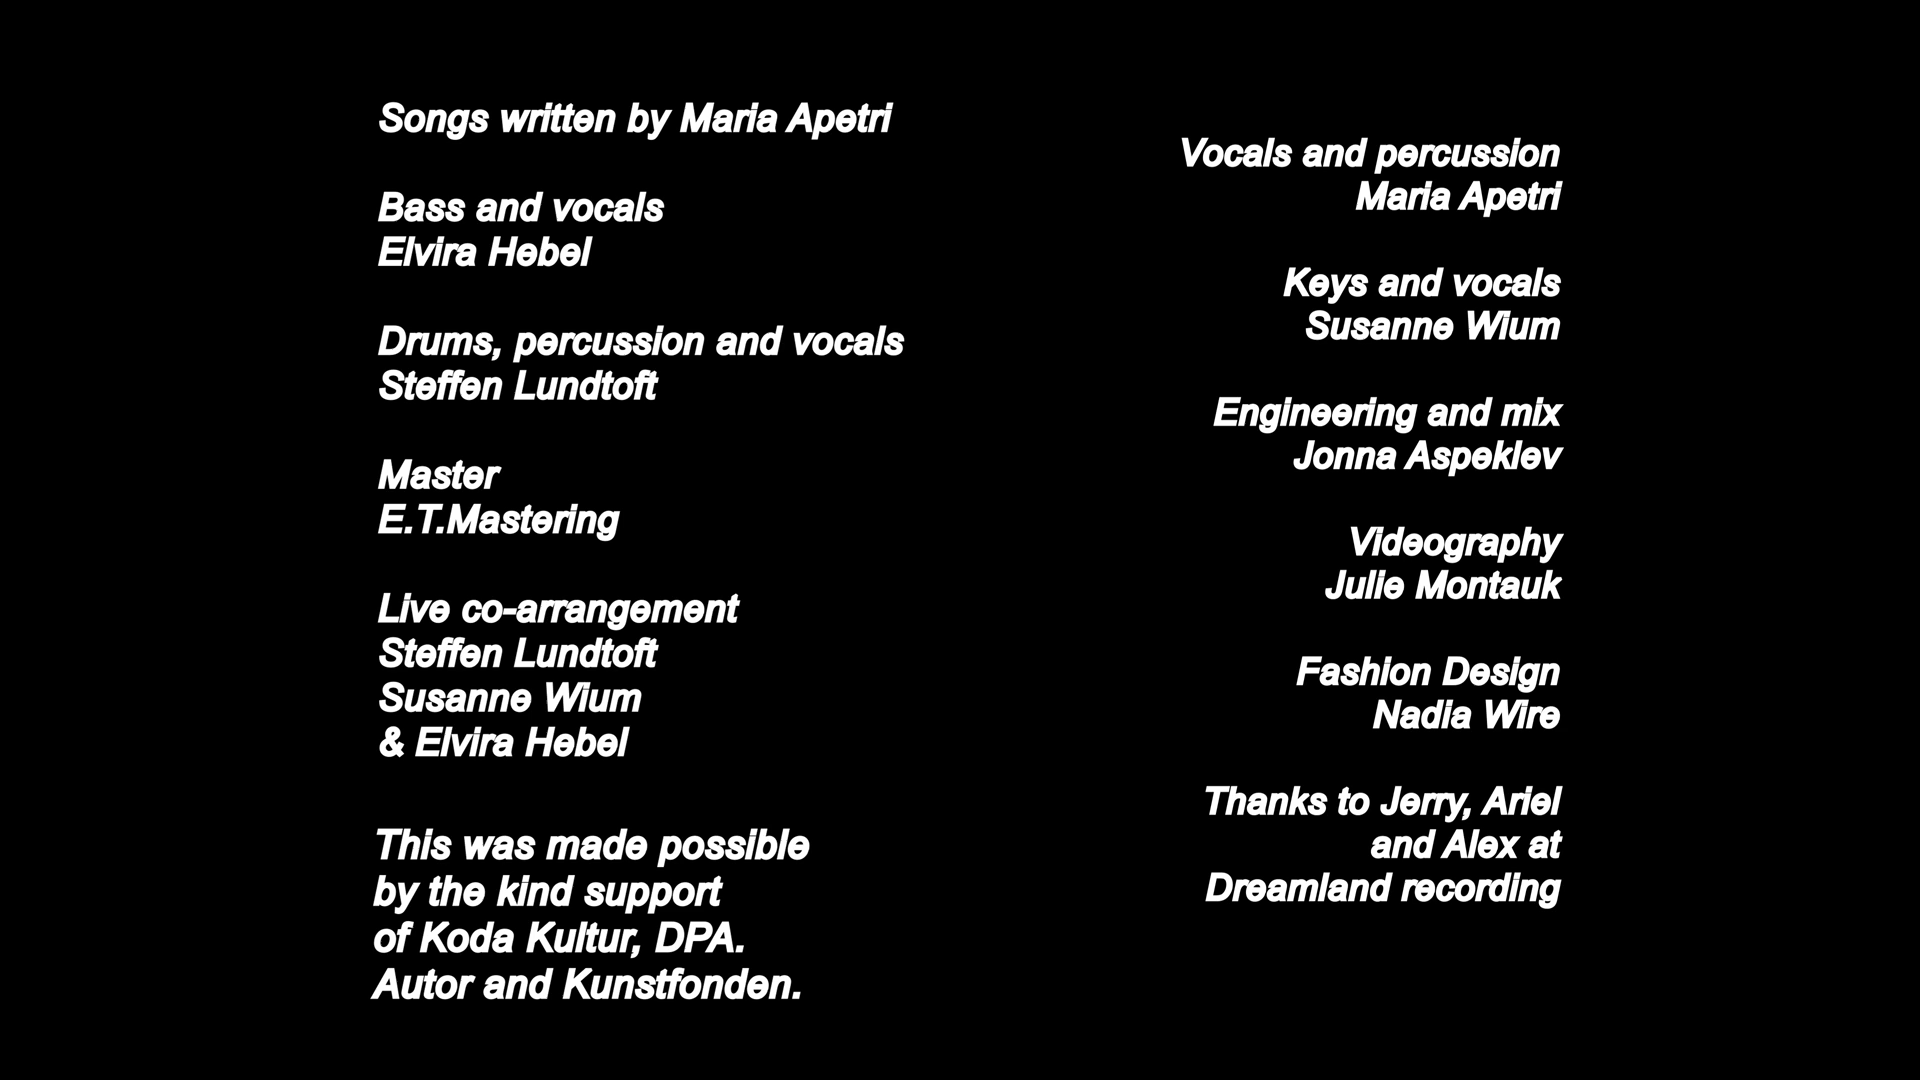 Songs written by Maria Apetri
Bass and vocals
Elvira Hebel
Drums, percussion and vocals
Steffen Lundtoft
Master
E.T.Mastering
Live co-arrangement
Steffen Lundtoft
Susanne Wium
& Elvira Hebel
This was made possible
by the kind support
of Koda Kultur, DPA.
Autor and Kunstfonden.
Vocals and percussion
Maria Apetri
Keys and vocals
Susanne Wium
Engineering and mix
Jonna Aspeklev
Videography
Julie Montauk
Fashion Design
Nadia Wire
Thanks to Jerry, Ariel
and Alex at
Dreamland recording